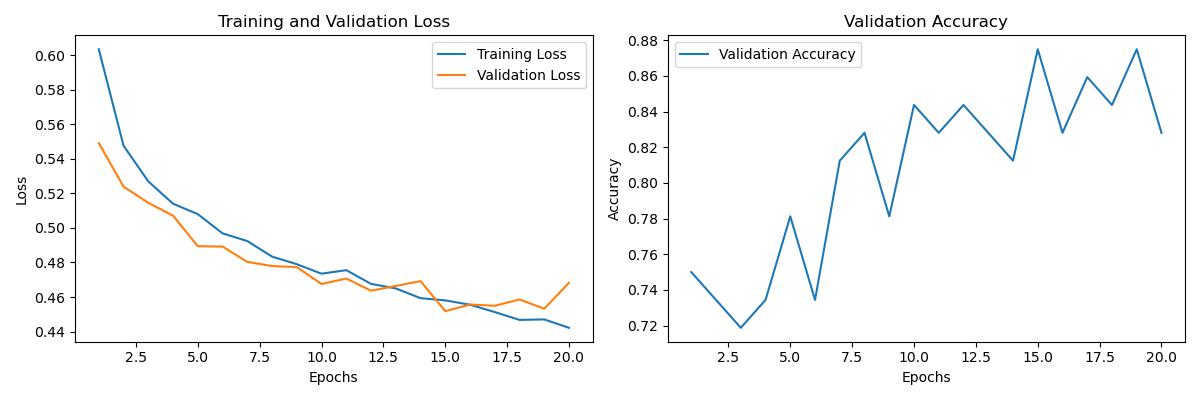 Training and Validation Loss
Training Loss
Validation Loss
0.60
0.58
0.56
0.54
0.52
0.50
0.48
0.46
0.44
Loss
2.5 5.0 7.5 10.0 12.5 15.0 17.5 20.0
Epochs
Validation Accuracy
Validation Accuracy
0.88
0.86
0.84
0.82
0.80
0.78
0.76
0.74
0.72
Accuracy
2.5 5.0 7.5 10.0 12.5 15.0 17.5 20.0
Epochs